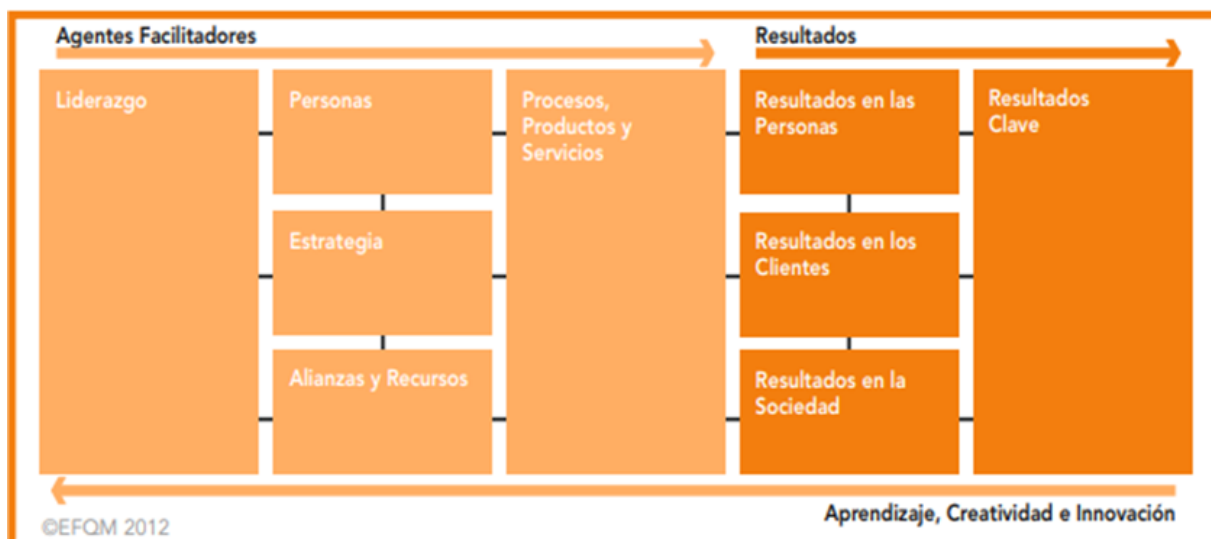 Agentes Facilitadores
Resultados
Liderazgo
Personas
Procesos,
Productos y
Servicios
Resultados en las
Personas
Resultados
Clave
Estrategia
Resultados en los
Clientes
Alianzas y Recursos
Resultados en la
Sociedad
Aprendizaje, Creatividad e Innovación
©EFQM 2012